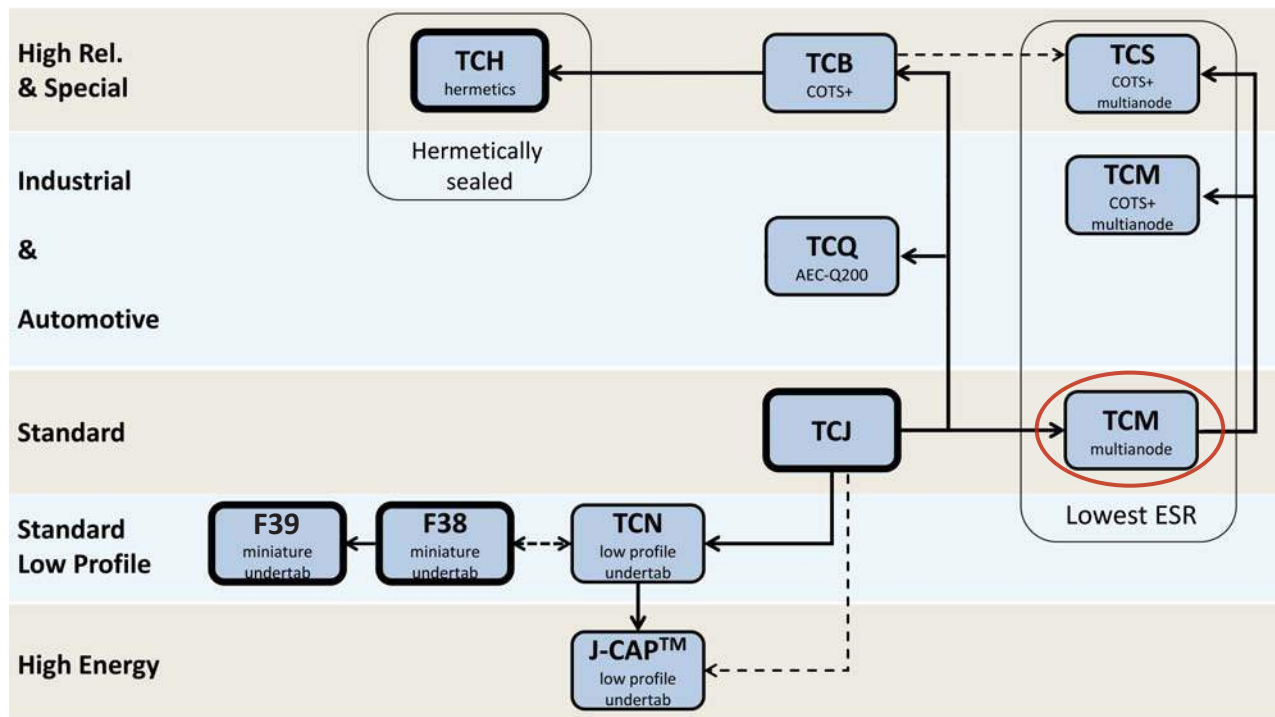 High Rel.
& Special
TCH
hermetics
TCB
COTS+
TCS
COTS+
multianode
Hermetically
sealed
Industrial
&
Automotive
TCM
COTS+
multianode
TCQ
AEC-Q200
Standard
TCJ
TCM
multianode
Lowest ESR
Standard
Low Profile
F39
miniature
undertab
F38
miniature
undertab
TCN
low profile
undertab
High Energy
J-CAP™
low profile
undertab